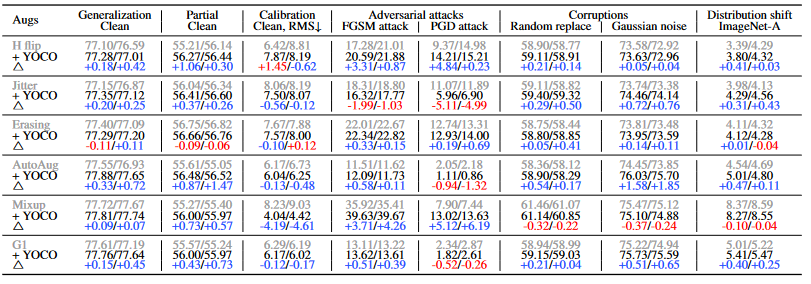 Augs Generalization Partial Calibration Adversarial attacks Corruptions Distribution shift
Clean Clean Clean, RMS↓ FGSM attack PGD attack Random replace Gaussian noise ImageNet-A
H flip 77.10/76.59 55.21/56.14 6.42/8.81 17.28/21.01 9.37/14.98 58.90/58.77 73.58/72.92 3.39/4.29
+ YOCO 77.28/77.01 56.27/56.44 7.87/8.19 20.59/21.88 14.21/15.21 59.11/58.91 73.63/72.96 3.80/4.32
△ +0.18/+0.42 +1.06/+0.30 +1.45/-0.62 +3.31/+0.87 +4.84/+0.23 +0.21/+0.14 +0.05/+0.04 +0.41/+0.03
Jitter 77.15/76.87 56.04/56.34 8.06/8.19 18.31/18.80 11.07/11.89 59.11/58.82 73.74/73.38 3.98/4.13
+ YOCO 77.35/77.12 56.41/56.60 7.50/8.07 16.32/17.77 5.96/6.90 59.40/59.32 74.46/74.14 4.29/4.56
△ +0.20/+0.25 +0.37/+0.26 -0.56/-0.12 -1.99/-1.03 -5.11/-4.99 +0.29/+0.50 +0.72/+0.76 +0.31/+0.43
Erasing 77.40/77.09 56.75/56.82 7.67/7.88 22.01/22.67 12.74/13.31 58.75/58.44 73.81/73.48 4.11/4.32
+ YOCO 77.29/77.20 56.66/56.76 7.57/8.00 22.34/22.82 12.93/14.00 58.80/58.85 73.95/73.59 4.12/4.28
△ -0.11/+0.11 -0.09/-0.06 -0.10/+0.12 +0.33/+0.15 +0.19/+0.69 +0.05/+0.41 +0.14/+0.11 +0.01/-0.04
AutoAug 77.55/76.93 55.61/55.05 6.17/6.73 11.51/11.62 2.05/2.18 58.36/58.12 74.45/73.85 4.54/4.69
+ YOCO 77.88/77.65 56.48/56.52 6.04/6.25 12.09/11.73 1.11/0.86 58.90/58.29 76.03/75.70 5.01/4.80
△ +0.33/+0.72 +0.87/+1.47 -0.13/-0.48 +0.58/+0.11 -0.94/-1.32 +0.54/+0.17 +1.58/+1.85 +0.47/+0.11
Mixup 77.72/77.67 55.27/55.40 8.23/9.03 35.92/35.41 7.90/7.44 61.46/61.07 75.47/75.12 8.37/8.59
+ YOCO 77.81/77.74 56.00/55.97 4.04/4.42 39.63/39.67 13.02/13.63 61.14/60.85 75.10/74.88 8.27/8.55
△ +0.09/+0.07 +0.73/+0.57 -4.19/-4.61 +3.71/+4.26 +5.12/+6.19 -0.32/-0.22 -0.37/-0.24 -0.10/-0.04
G1 77.61/77.19 55.57/55.24 6.29/6.19 13.11/13.22 2.34/2.87 58.94/58.99 75.22/74.94 5.01/5.22
+ YOCO 77.76/77.64 56.00/55.97 6.17/6.02 13.62/13.61 1.82/2.61 59.15/59.03 75.73/75.59 5.41/5.47
△ +0.15/+0.45 +0.43/+0.73 -0.12/-0.17 +0.51/+0.39 -0.52/-0.26 +0.21/+0.04 +0.51/+0.65 +0.40/+0.25